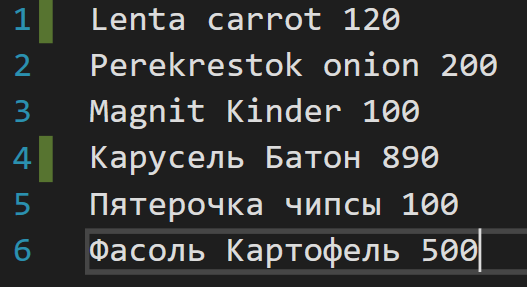 1 Lenta carrot 120
2 Perekrestok onion 200
3 Magnit Kinder 100
4 Карусель Батон 890
5 Пятерочка чипсы 100
6 Фасоль Картофель 500